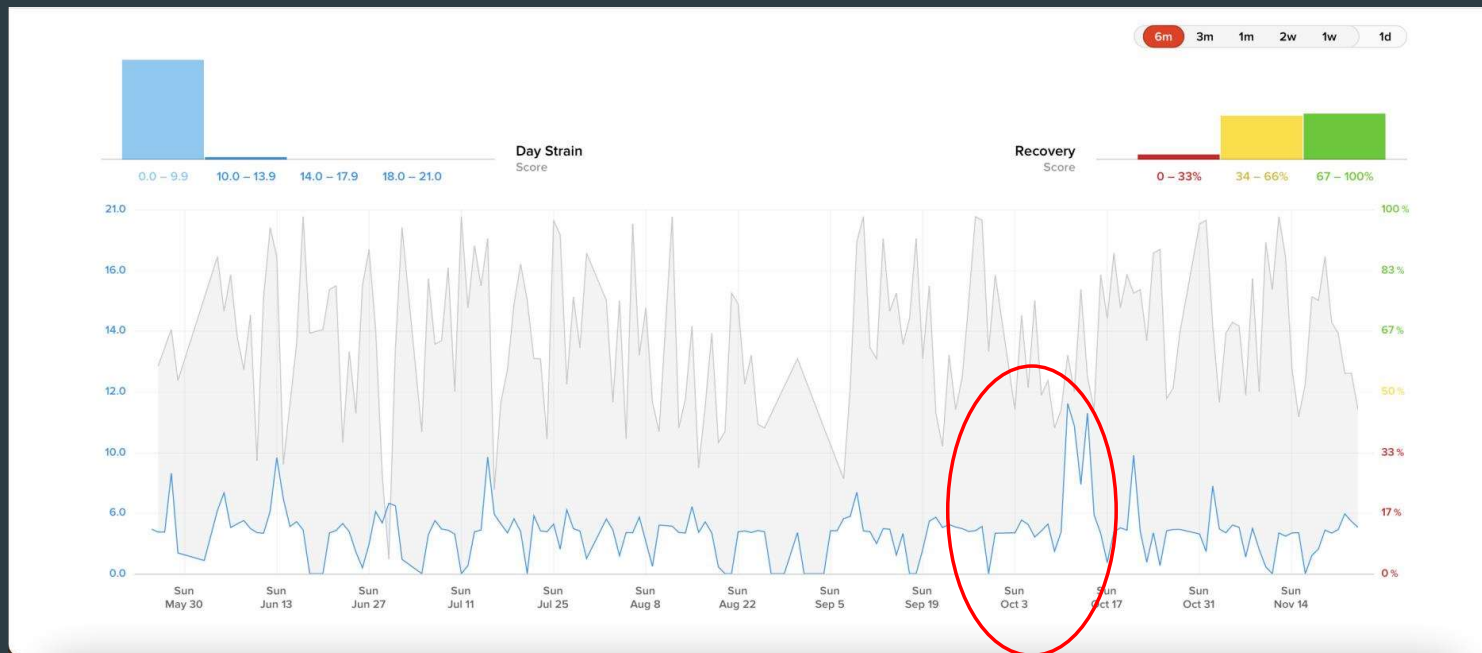 6m 3m 1m 2w 1w 1d
Day Strain
Score
Recovery
Score
0.0 – 9.9 10.0 – 13.9 14.0 – 17.9 18.0 – 21.0
0 – 33% 34 – 66% 67 – 100%
21.0 100 %
16.0 83 %
14.0 67 %
12.0 50 %
10.0 33 %
6.0 17 %
0.0 0 %
Sun Sun Sun Sun Sun Sun Sun Sun Sun Sun Sun Sun Sun
May 30 Jun 13 Jun 27 Jul 11 Jul 25 Aug 8 Aug 22 Sep 5 Sep 19 Oct 3 Oct 17 Oct 31 Nov 14